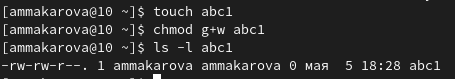 [ammakarova@10 ~]$ touch abc1
[ammakarova@10 ~]$ chmod g+w abc1
[ammakarova@10 ~]$ ls -l abc1
-rw-rw-r--. 1 ammakarova ammakarova 0 мая  5 18:28 abc1